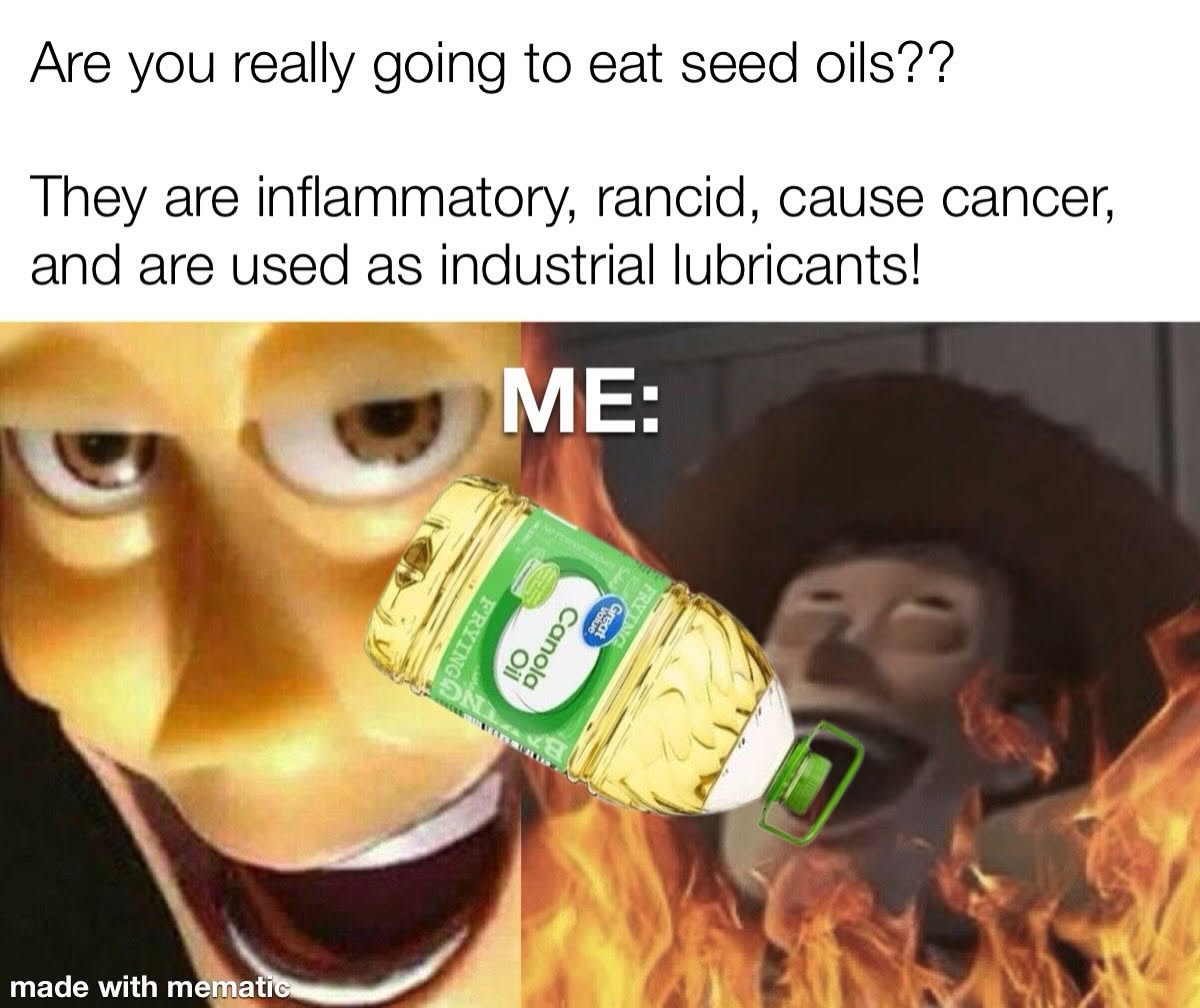 Are you really going to eat seed oils??
They are inflammatory, rancid, cause cancer,
and are used as industrial lubricants!
ME:
FRYING
Great
Value
Canola
Oil
FRYING
made with mematic